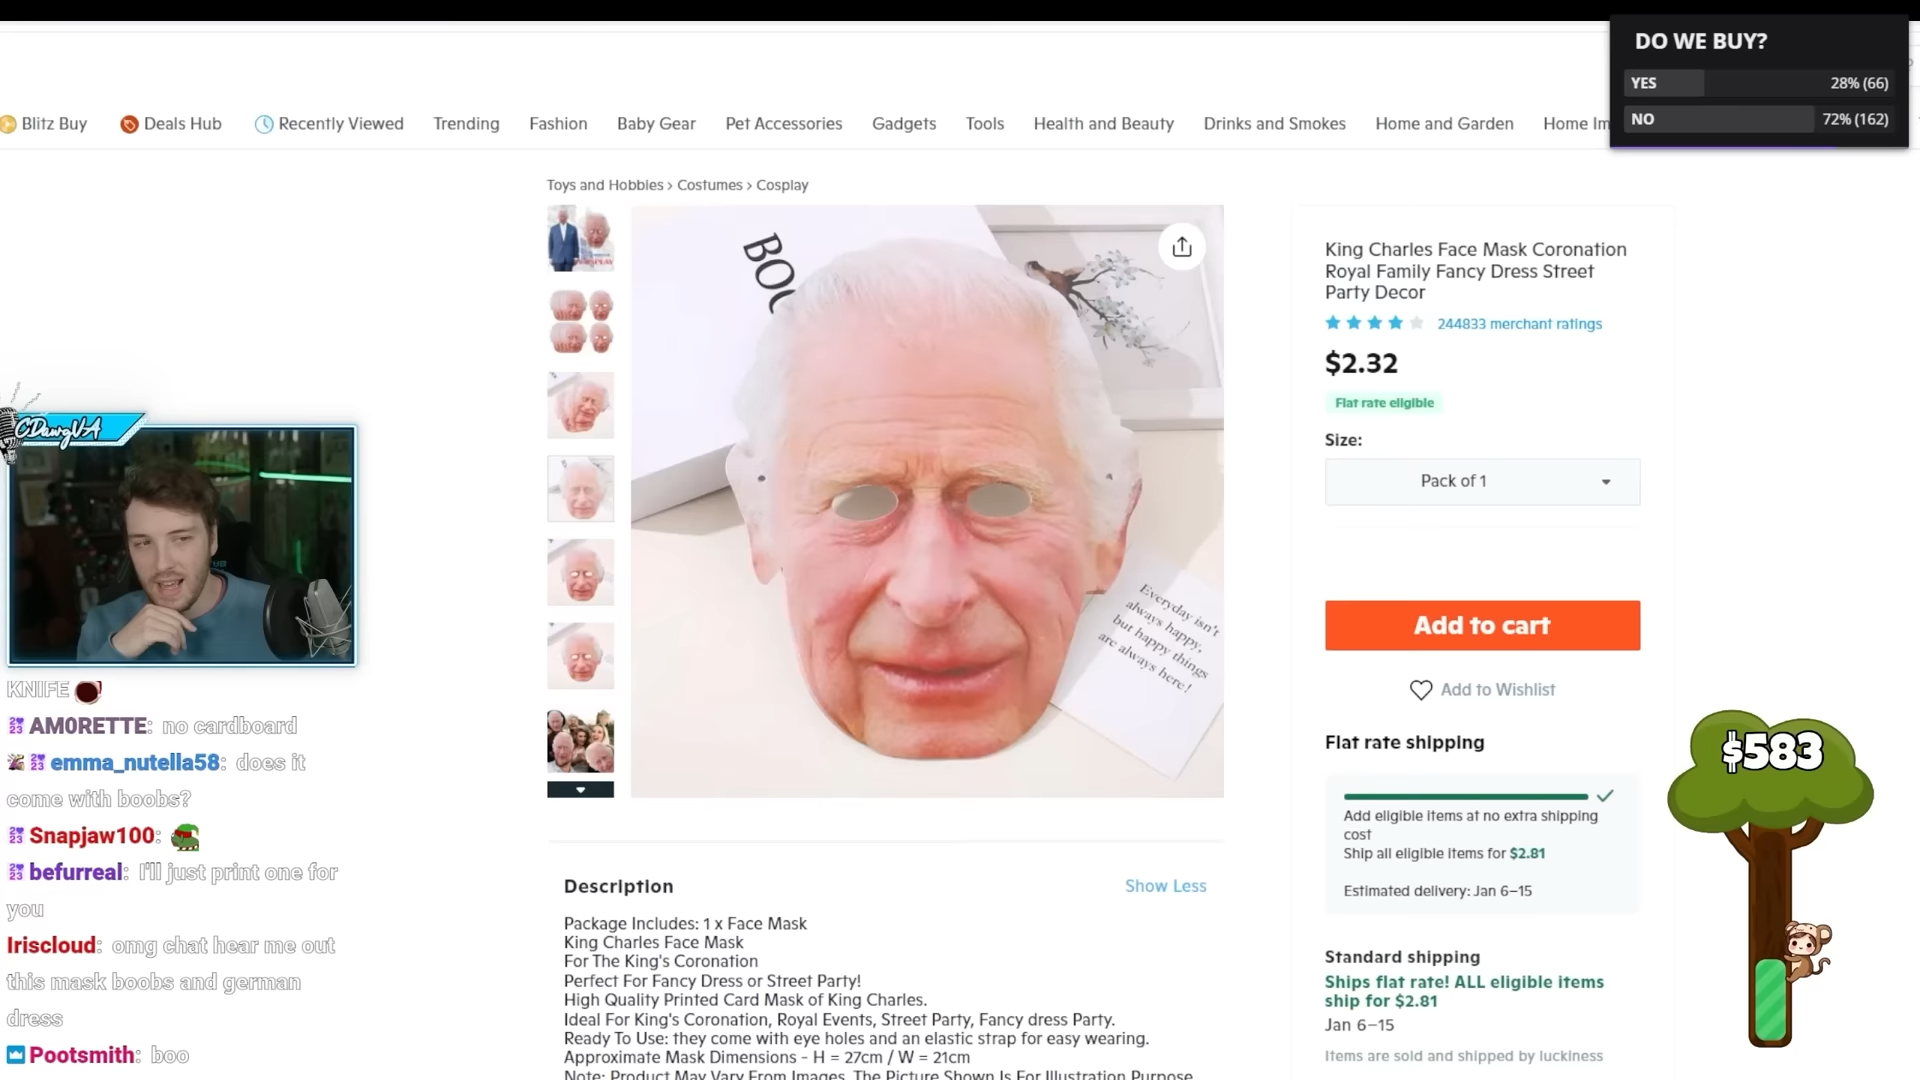 DO WE BUY?
YES 28% (66)
NO 72% (162)
Blitz Buy Deals Hub Recently Viewed Trending Fashion Baby Gear Pet Accessories Gadgets Tools Health and Beauty Drinks and Smokes Home and Garden Home Im
Toys and Hobbies > Costumes > Cosplay
BOU
Everyday isn't
always happy,
but happy things
are always here!
King Charles Face Mask Coronation
Royal Family Fancy Dress Street
Party Decor
244833 merchant ratings
$2.32
Flat rate eligible
Size:
Pack of 1
Add to cart
Add to Wishlist
Flat rate shipping
Add eligible items at no extra shipping
cost
Ship all eligible items for $2.81
Estimated delivery: Jan 6–15
Standard shipping
Ships flat rate! ALL eligible items
ship for $2.81
Jan 6–15
Items are sold and shipped by luckiness
Description
Show Less
Package Includes: 1 x Face Mask
King Charles Face Mask
For The King's Coronation
Perfect For Fancy Dress or Street Party!
High Quality Printed Card Mask of King Charles.
Ideal For King's Coronation, Royal Events, Street Party, Fancy dress Party.
Ready To Use: they come with eye holes and an elastic strap for easy wearing.
Approximate Mask Dimensions - H = 27cm / W = 21cm
Note: Product May Vary From Images. The Picture Shown Is For Illustration Purpose
CDawgVA
KNIFE
AM0RETTE: no cardboard
emma_nutella58: does it
come with boobs?
Snapjaw100:
befurreal: I'll just print one for
you
Iriscloud: omg chat hear me out
this mask boobs and german
dress
Pootsmith: boo
$583